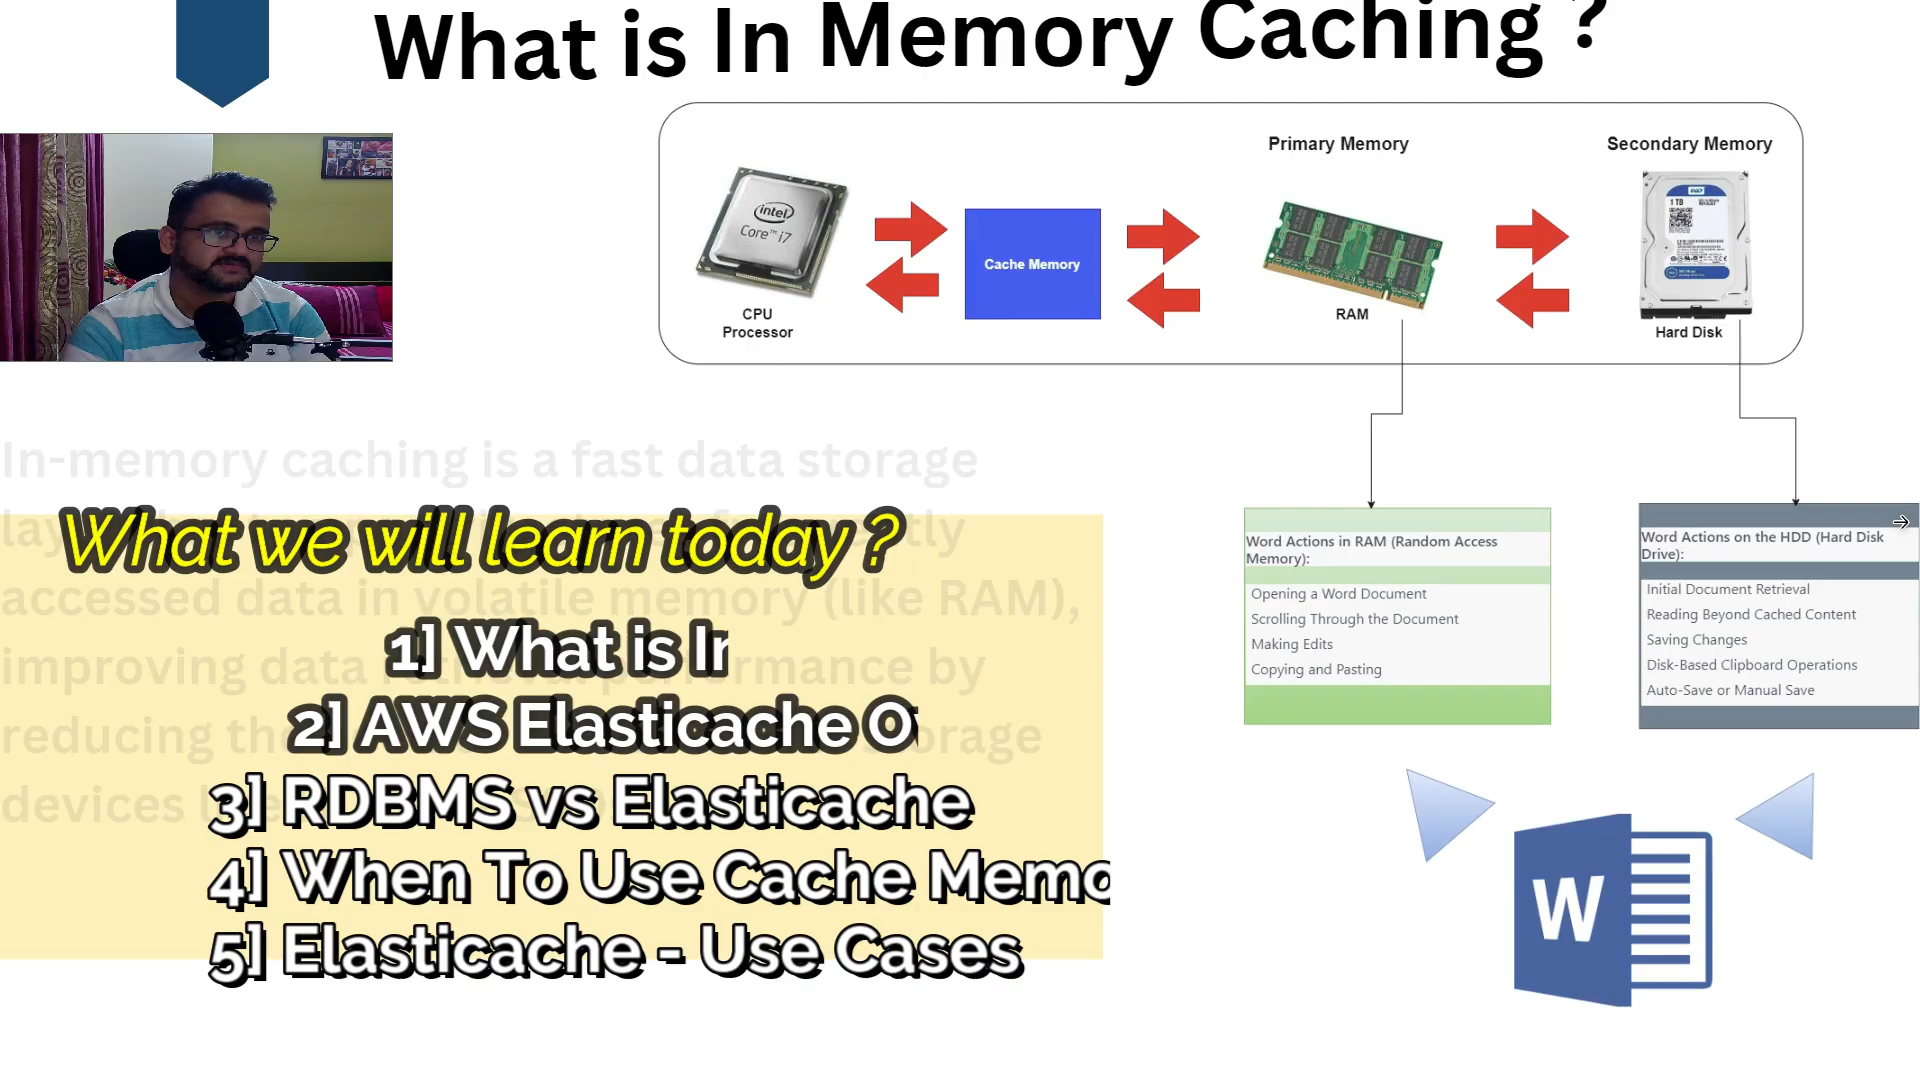 What is In Memory Caching ?
Primary Memory
Secondary Memory
intel
Core i7
Cache Memory
1 TB
CPU
Processor
RAM
Hard Disk
In-memory caching is a fast data storage
accessed data in volatile memory (like RAM),
improving data
reducing
devices
What we will learn today ?
1] What is In
2] AWS Elasticache O
3] RDBMS vs Elasticache
4] When To Use Cache Memo
5] Elasticache - Use Cases
Word Actions in RAM (Random Access
Memory):
Opening a Word Document
Scrolling Through the Document
Making Edits
Copying and Pasting
Word Actions on the HDD (Hard Disk
Drive):
Initial Document Retrieval
Reading Beyond Cached Content
Saving Changes
Disk-Based Clipboard Operations
Auto-Save or Manual Save
W